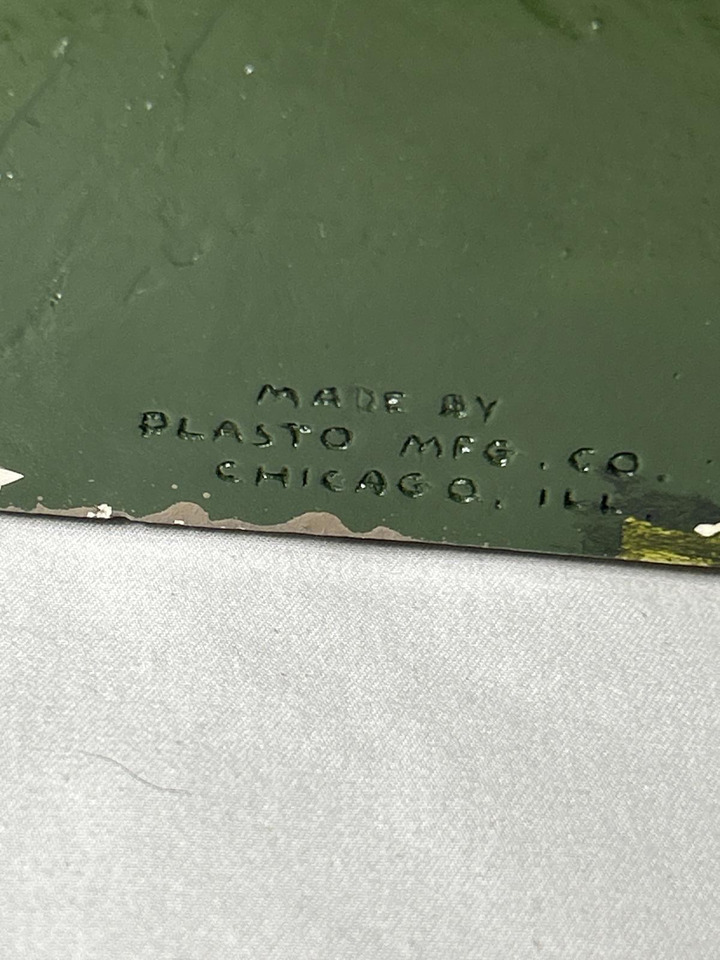 MADE BY
PLASTO MFG. CO.
CHICAGO, ILL.